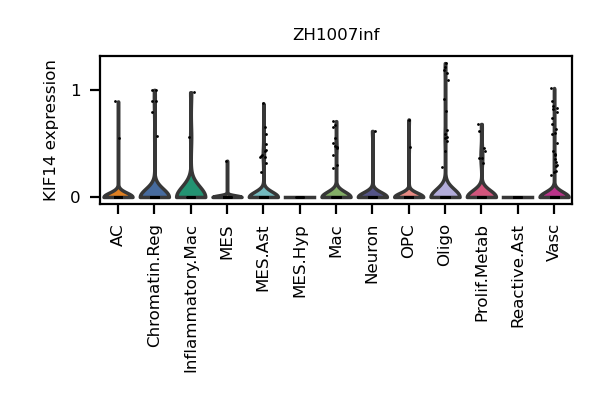 ZH1007inf
KIF14 expression
1
0
AC
Chromatin.Reg
Inflammatory.Mac
MES
MES.Ast
MES.Hyp
Mac
Neuron
OPC
Oligo
Prolif.Metab
Reactive.Ast
Vasc